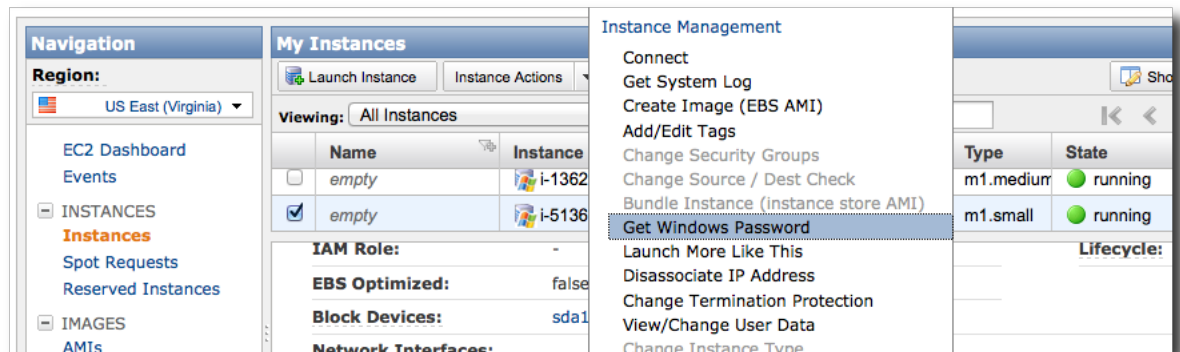 Navigation
Region:
US East (Virginia)
EC2 Dashboard
Events
INSTANCES
Instances
Spot Requests
Reserved Instances
IMAGES
AMIs
My Instances
Launch Instance Instance Actions
Viewing: All Instances
Name Instance Type State
empty i-1362 m1.medium running
empty i-5136 m1.small running
IAM Role: - Lifecycle:
EBS Optimized: false
Block Devices: sda1
Network Interfaces:
Instance Management
Connect
Get System Log
Create Image (EBS AMI)
Add/Edit Tags
Change Security Groups
Change Source / Dest Check
Bundle Instance (instance store AMI)
Get Windows Password
Launch More Like This
Disassociate IP Address
Change Termination Protection
View/Change User Data
Change Instance Type
Sho